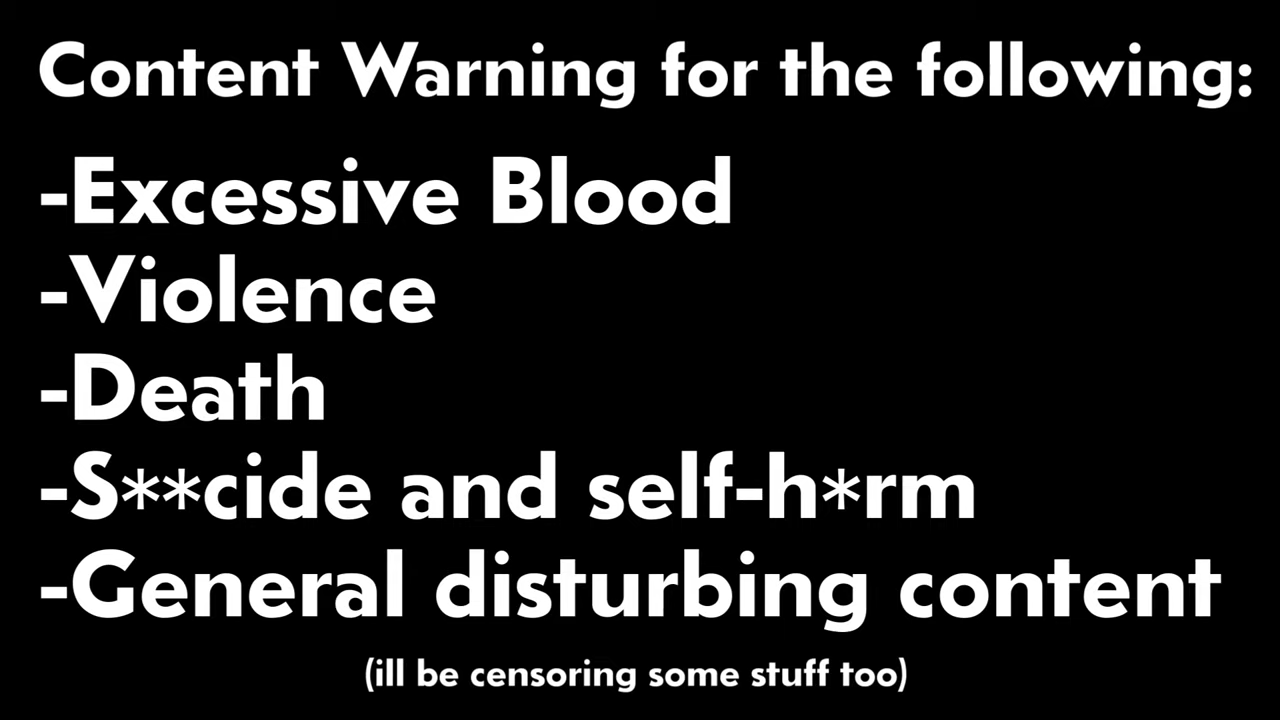 Content Warning for the following:
-Excessive Blood
-Violence
-Death
-S**cide and self-h*rm
-General disturbing content
(ill be censoring some stuff too)